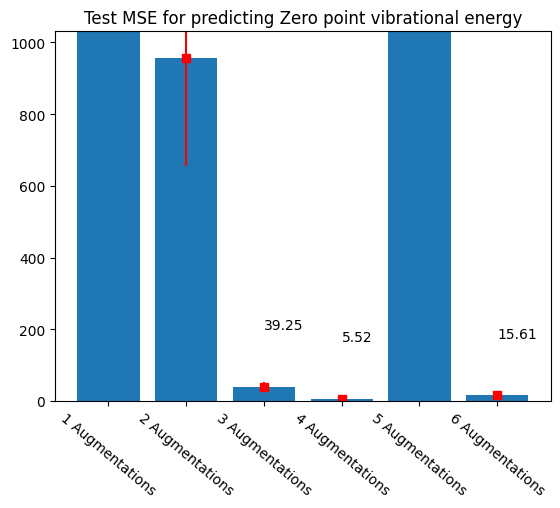 Test MSE for predicting Zero point vibrational energy
1000
800
600
400
200
0
39.25
5.52
15.61
1 Augmentations
2 Augmentations
3 Augmentations
4 Augmentations
5 Augmentations
6 Augmentations